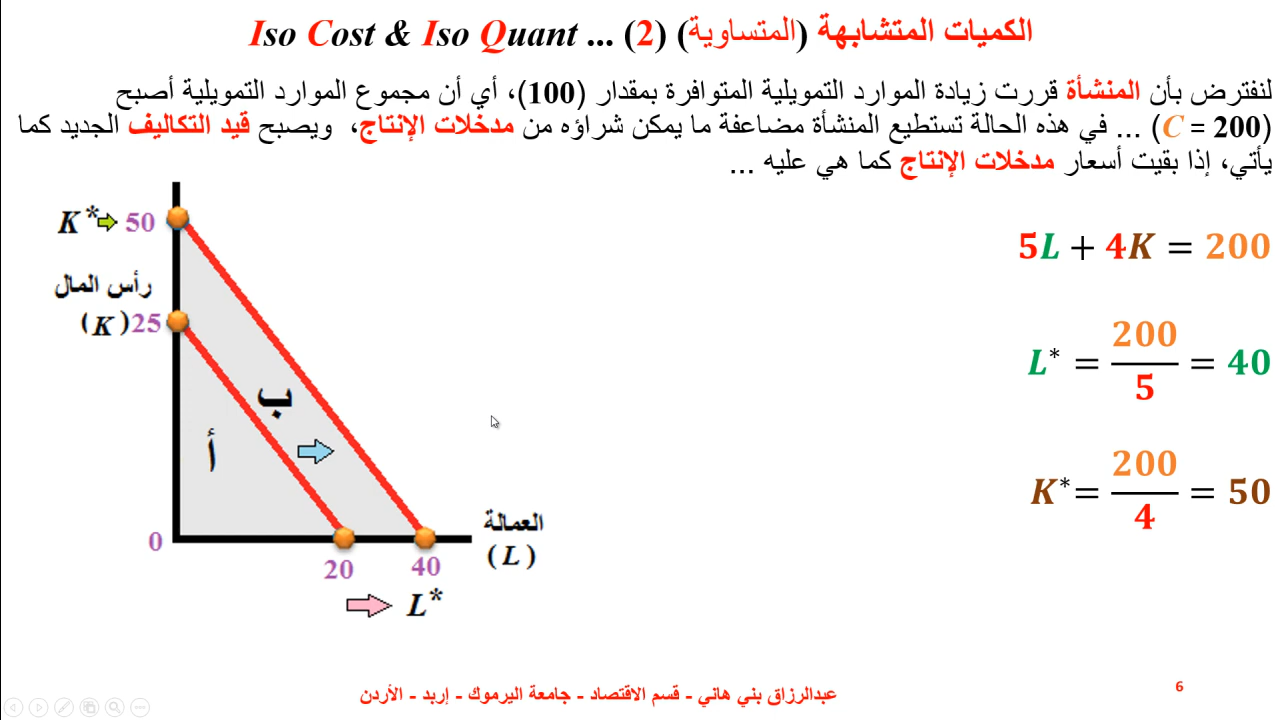 الكميات المتشابهة (المتساوية) (2) ... Iso Cost & Iso Quant
لنفترض بأن المنشأة قررت زيادة الموارد التمويلية المتوافرة بمقدار (100)، أي أن مجموع الموارد التمويلية أصبح
(C = 200) ... في هذه الحالة تستطيع المنشأة مضاعفة ما يمكن شراؤه من مدخلات الإنتاج، ويصبح قيد التكاليف الجديد كما
يأتي، إذا بقيت أسعار مدخلات الإنتاج كما هي عليه ...
5L + 4K = 200
L* = 200/5 = 40
K* = 200/4 = 50
K* 50
رأس المال
(K) 25
ب
أ
0
20
40
L*
العمالة
(L)
عبدالرزاق بني هاني - قسم الاقتصاد - جامعة اليرموك - إربد - الأردن
6